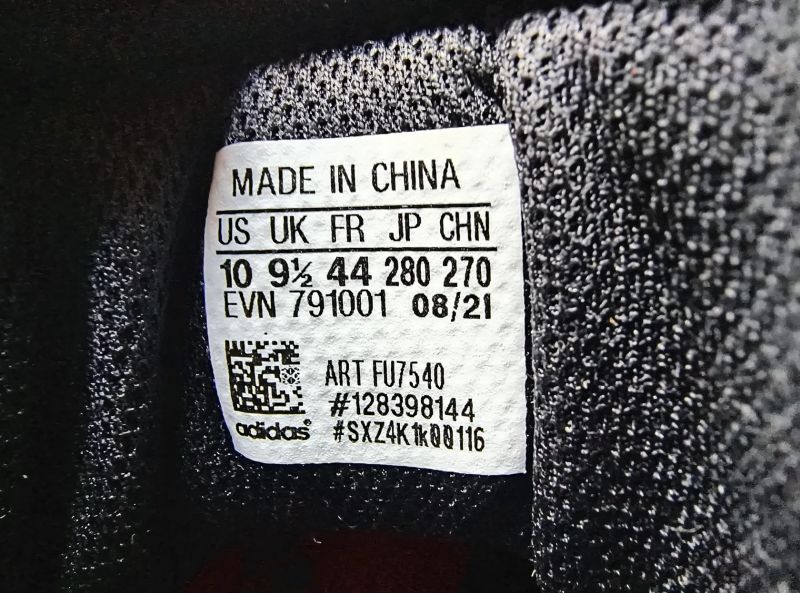 MADE IN CHINA
US UK FR JP CHN
10 9½ 44 280 270
EVN 791001 08/21
ART FU7540
#128398144
adidas® #SXZ4K1k00116